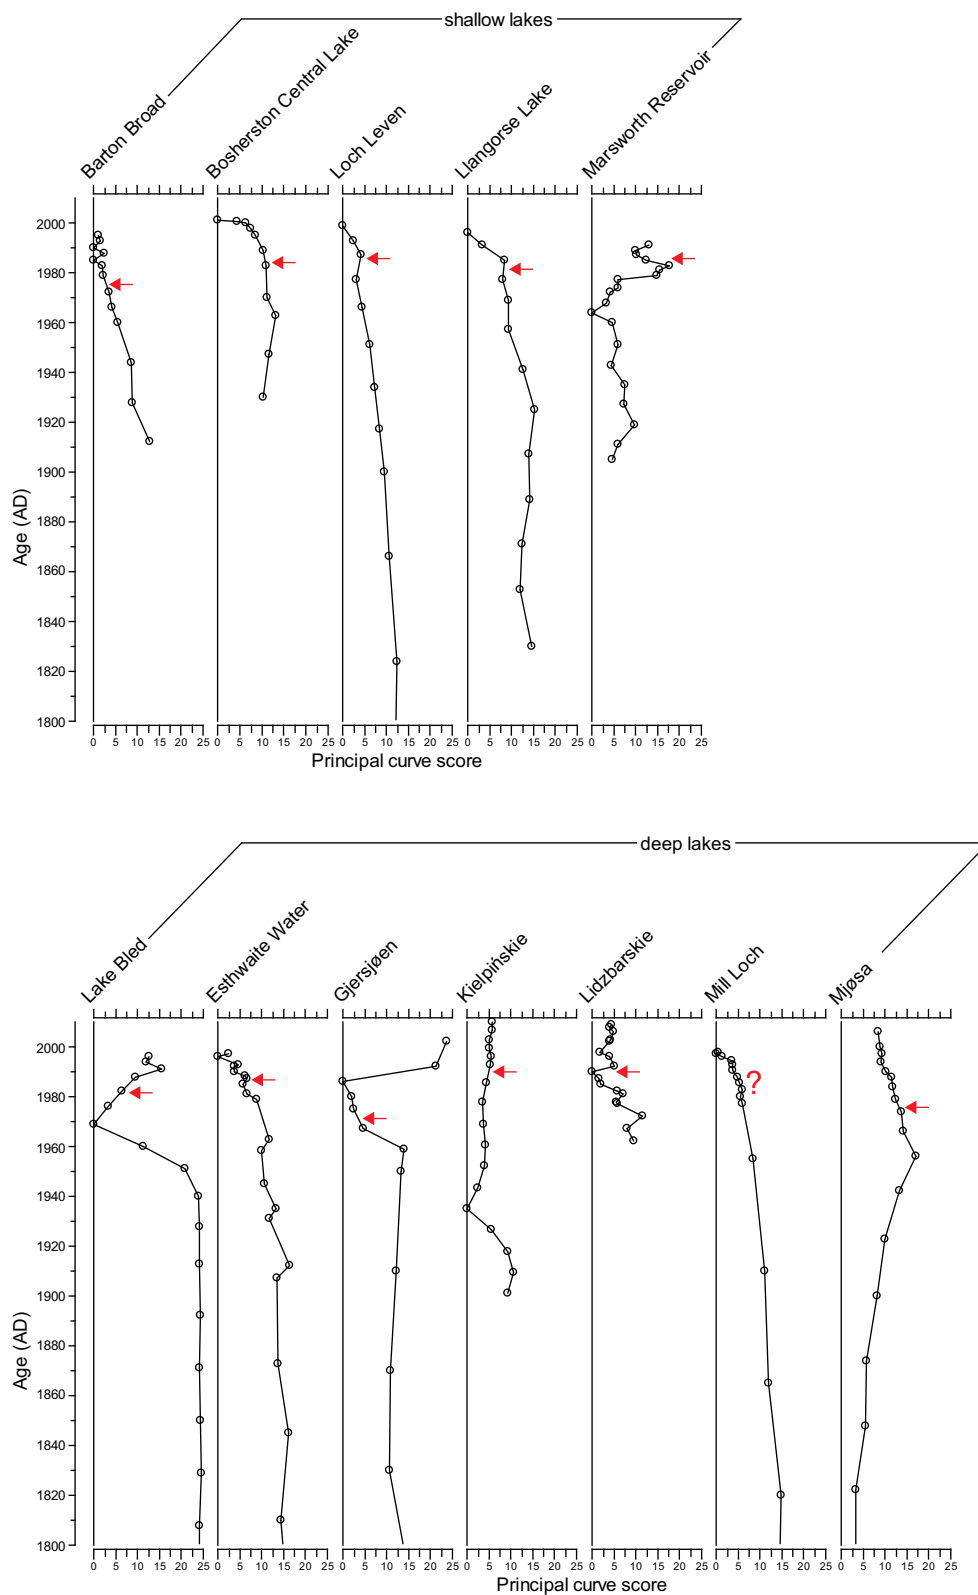 shallow lakes
Barton Broad
Bosherston Central Lake
Loch Leven
Llangorse Lake
Marsworth Reservoir
2000
1980
1960
1940
1920
1900
1880
1860
1840
1820
1800
Age (AD)
0 5 10 15 20 25 0 5 10 15 20 25 0 5 10 15 20 25 0 5 10 15 20 25 0 5 10 15 20 25
Principal curve score
deep lakes
Lake Bled
Esthwaite Water
Gjersjøen
Kielpińskie
Lidzbarskie
Mill Loch
Mjøsa
?
2000
1980
1960
1940
1920
1900
1880
1860
1840
1820
1800
Age (AD)
0 5 10 15 20 25 0 5 10 15 20 25 0 5 10 15 20 25 0 5 10 15 20 25 0 5 10 15 20 25 0 5 10 15 20 25 0 5 10 15 20 25
Principal curve score